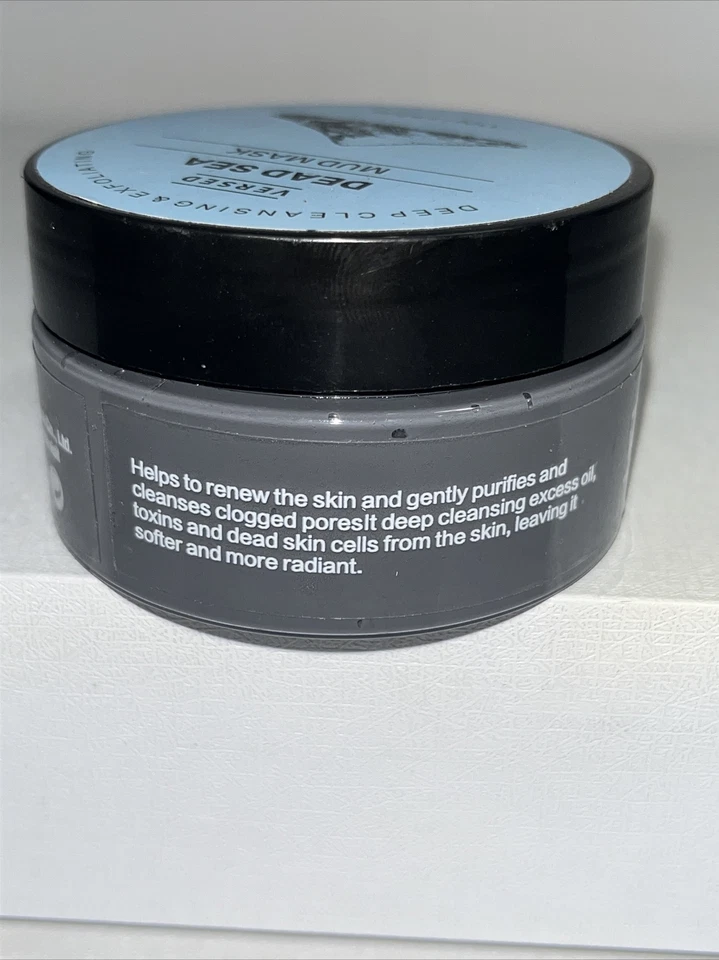 VERSED
DEAD SEA
MUD MASK
DEEP CLEANSING & EXFOLIATING
Helps to renew the skin and gently purifies and
cleanses clogged poresIt deep cleansing excess oil,
toxins and dead skin cells from the skin, leaving it
softer and more radiant.
Ltd.